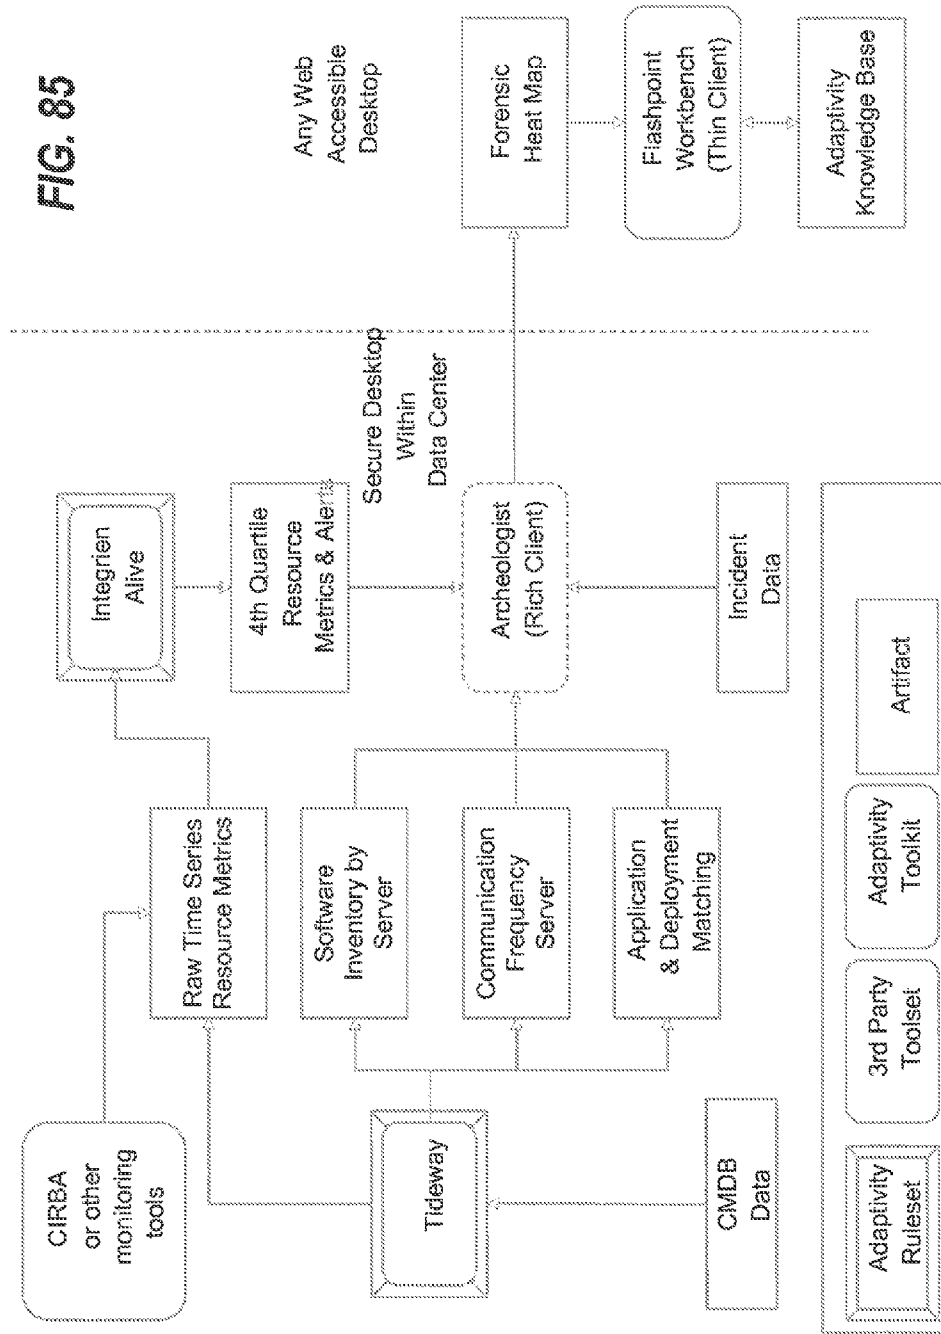 FIG. 85
CIRBA
or other
monitoring
tools
Tideway
CMDB
Data
Raw Time Series
Resource Metrics
Software
Inventory by
Server
Communication
Frequency
Server
Application
& Deployment
Matching
Integrien
Alive
4th Quartile
Resource
Metrics & Alerts
Secure Desktop
Within
Data Center
Archeologist
(Rich Client)
Incident
Data
Any Web
Accessible
Desktop
Forensic
Heat Map
Flashpoint
Workbench
(Thin Client)
Adaptivity
Knowledge Base
Adaptivity
Ruleset
3rd Party
Toolset
Adaptivity
Toolkit
Artifact